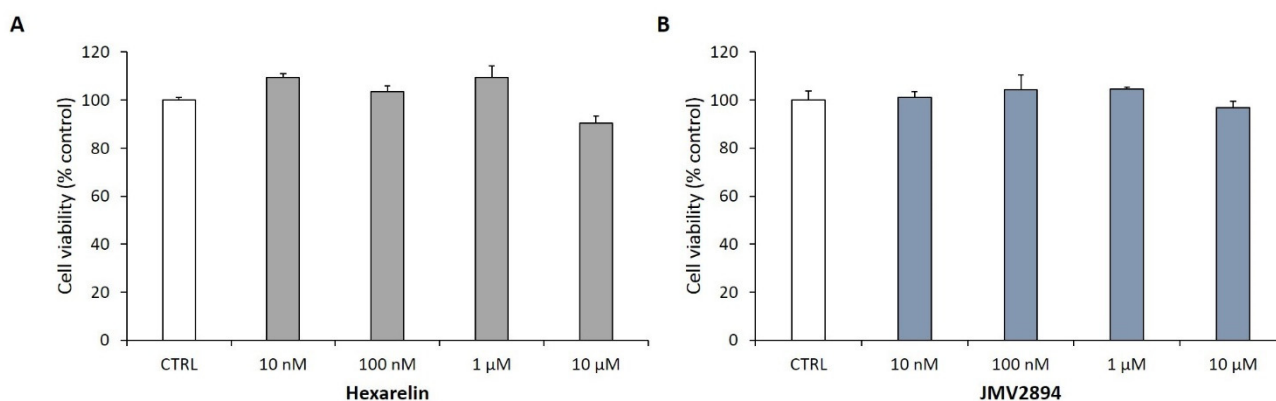 A
Cell viability (% control)
120
100
80
60
40
20
0
CTRL 10 nM 100 nM 1 µM 10 µM
Hexarelin
B
Cell viability (% control)
120
100
80
60
40
20
0
CTRL 10 nM 100 nM 1 µM 10 µM
JMV2894